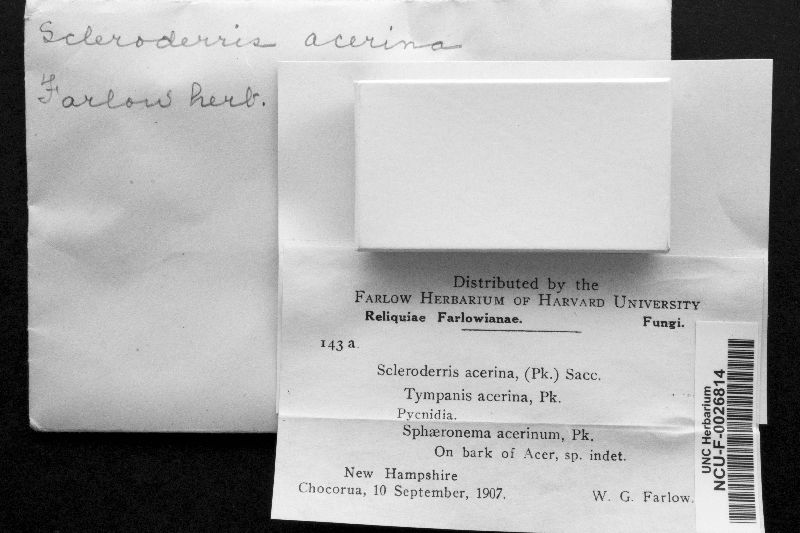 Scleroderris acerina
Farlow herb.
Distributed by the
FARLOW HERBARIUM OF HARVARD UNIVERSITY
Reliquiae Farlowianae. Fungi.
143 a.
Scleroderris acerina, (Pk.) Sacc.
Tympanis acerina, Pk.
Pycnidia.
Sphæronema acerinum, Pk.
On bark of Acer, sp. indet.
New Hampshire
Chocorua, 10 September, 1907. W. G. Farlow.
UNC Herbarium
NCU-F-0026814